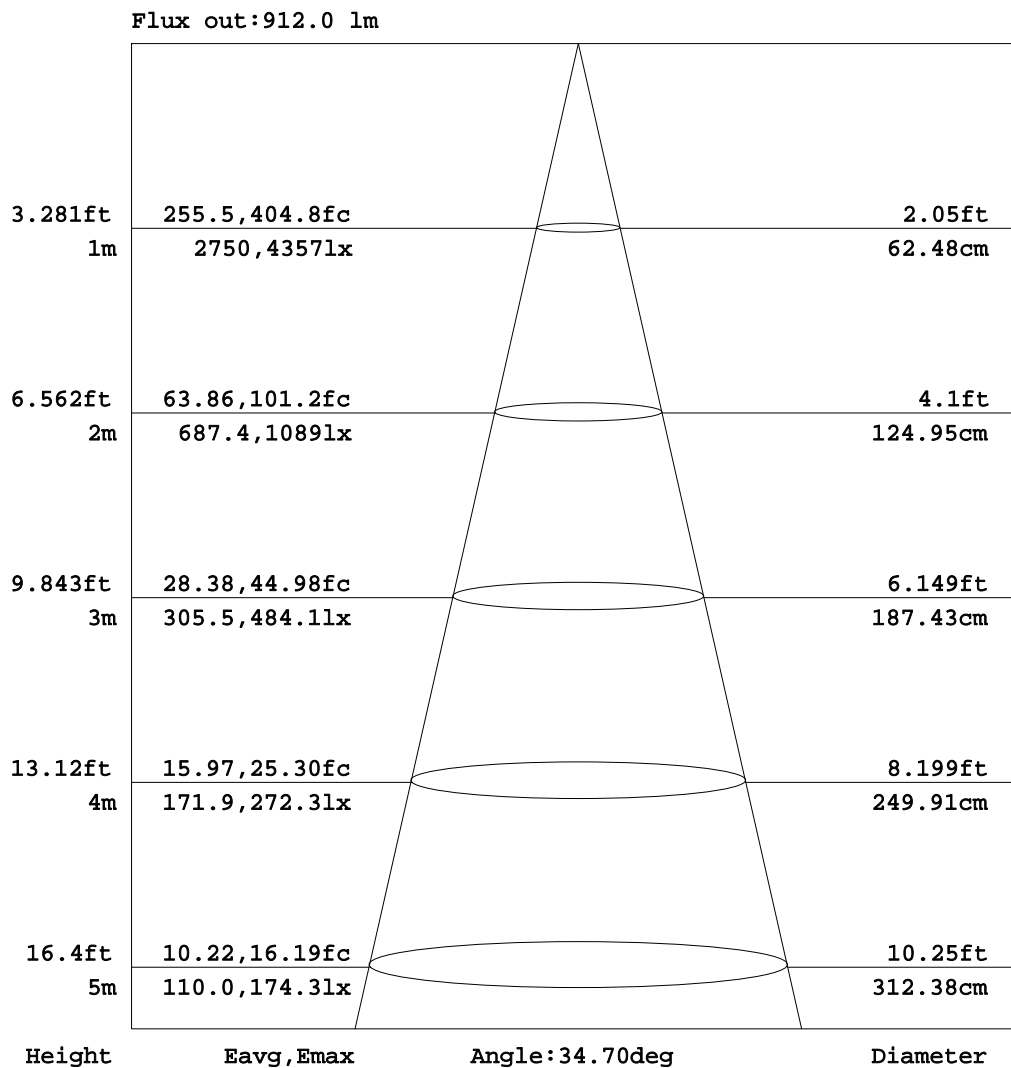 Flux out:912.0 lm
3.281ft 255.5,404.8fc 2.05ft
1m 2750,4357lx 62.48cm
6.562ft 63.86,101.2fc 4.1ft
2m 687.4,1089lx 124.95cm
9.843ft 28.38,44.98fc 6.149ft
3m 305.5,484.1lx 187.43cm
13.12ft 15.97,25.30fc 8.199ft
4m 171.9,272.3lx 249.91cm
16.4ft 10.22,16.19fc 10.25ft
5m 110.0,174.3lx 312.38cm
Height Eavg,Emax Angle:34.70deg Diameter